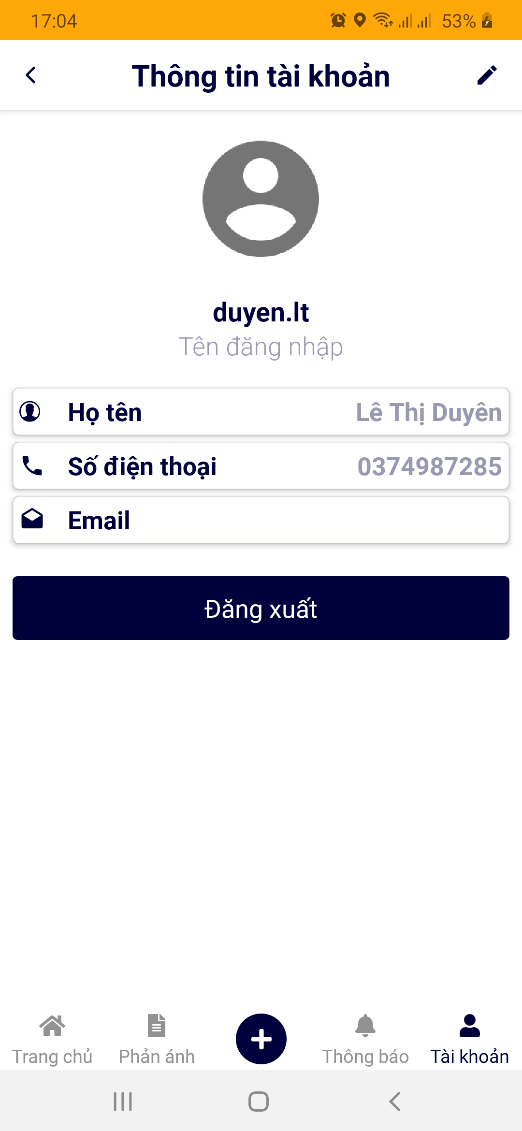 17:04
53%
Thông tin tài khoản
duyen.lt
Tên đăng nhập
Họ tên Lê Thị Duyên
Số điện thoại 0374987285
Email
Đăng xuất
Trang chủ Phản ánh Thông báo Tài khoản